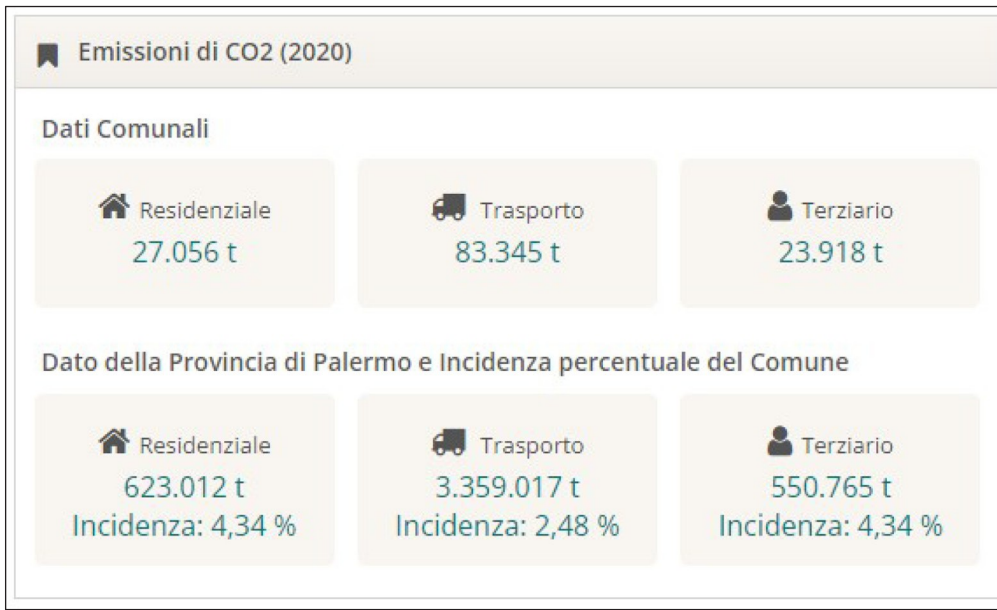 Emissioni di CO2 (2020)
Dati Comunali
Residenziale
27.056 t
Trasporto
83.345 t
Terziario
23.918 t
Dato della Provincia di Palermo e Incidenza percentuale del Comune
Residenziale
623.012 t
Incidenza: 4,34 %
Trasporto
3.359.017 t
Incidenza: 2,48 %
Terziario
550.765 t
Incidenza: 4,34 %